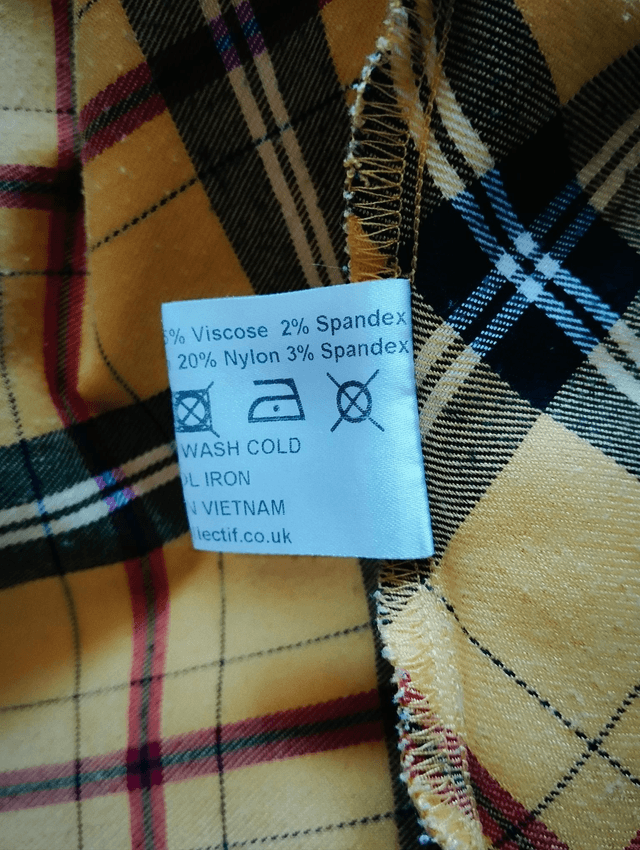 % Viscose 2% Spandex
20% Nylon 3% Spandex
WASH COLD
L IRON
N VIETNAM
lectif.co.uk